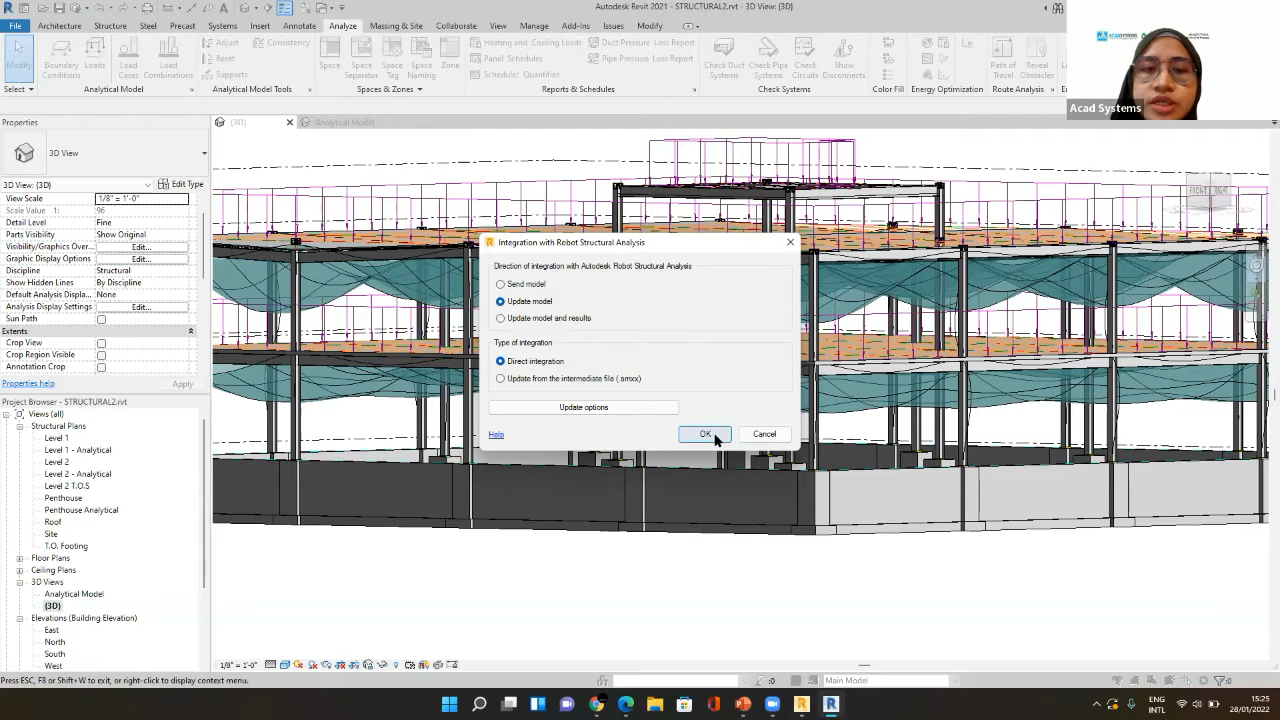 Autodesk Revit 2021 - STRUCTURAL2.rvt - 3D View: {3D}
File Architecture Structure Steel Precast Systems Insert Annotate Analyze Massing & Site Collaborate View Manage Add-Ins Issues Modify
Modify
Boundary Conditions
Loads
Load Cases
Load Combinations
Adjust
Reset
Supports
Consistency
Space
Space Separator
Space Tag
Space Naming
Zone
Heating and Cooling Loads
Panel Schedules
Schedule/ Quantities
Duct Pressure Loss Report
Pipe Pressure Loss Report
Check Duct Systems
Check Pipe Systems
Check Circuits
Show Disconnects
Color Fill
Energy Optimization
Path of Travel
Reveal Obstacles
Select
Analytical Model
Analytical Model Tools
Spaces & Zones
Reports & Schedules
Check Systems
Route Analysis
Acad Systems
Properties
{3D}
Analytical Model
3D View
3D View: {3D}
Edit Type
View Scale 1/8" = 1'-0"
Scale Value 1: 96
Detail Level Fine
Parts Visibility Show Original
Visibility/Graphics Over... Edit...
Graphic Display Options Edit...
Discipline Structural
Show Hidden Lines By Discipline
Default Analysis Displa... None
Analysis Display Settings Edit...
Sun Path
Extents
Crop View
Crop Region Visible
Annotation Crop
Properties help
Apply
Project Browser - STRUCTURAL2.rvt
Views (all)
Structural Plans
Level 1
Level 1 - Analytical
Level 2
Level 2 - Analytical
Level 2 T.O.S
Penthouse
Penthouse Analytical
Roof
Site
T.O. Footing
Floor Plans
Ceiling Plans
3D Views
Analytical Model
{3D}
Elevations (Building Elevation)
East
North
South
West
FRONT
RIGHT
Integration with Robot Structural Analysis
Direction of integration with Autodesk Robot Structural Analysis
Send model
Update model
Update model and results
Type of integration
Direct integration
Update from the intermediate file (.smxx)
Update options
Help
OK
Cancel
1/8" = 1'-0"
Press ESC, F8 or Shift+W to exit, or right-click to display context menu.
:0
Main Model
:0
ENG
INTL
15:25
28/01/2022